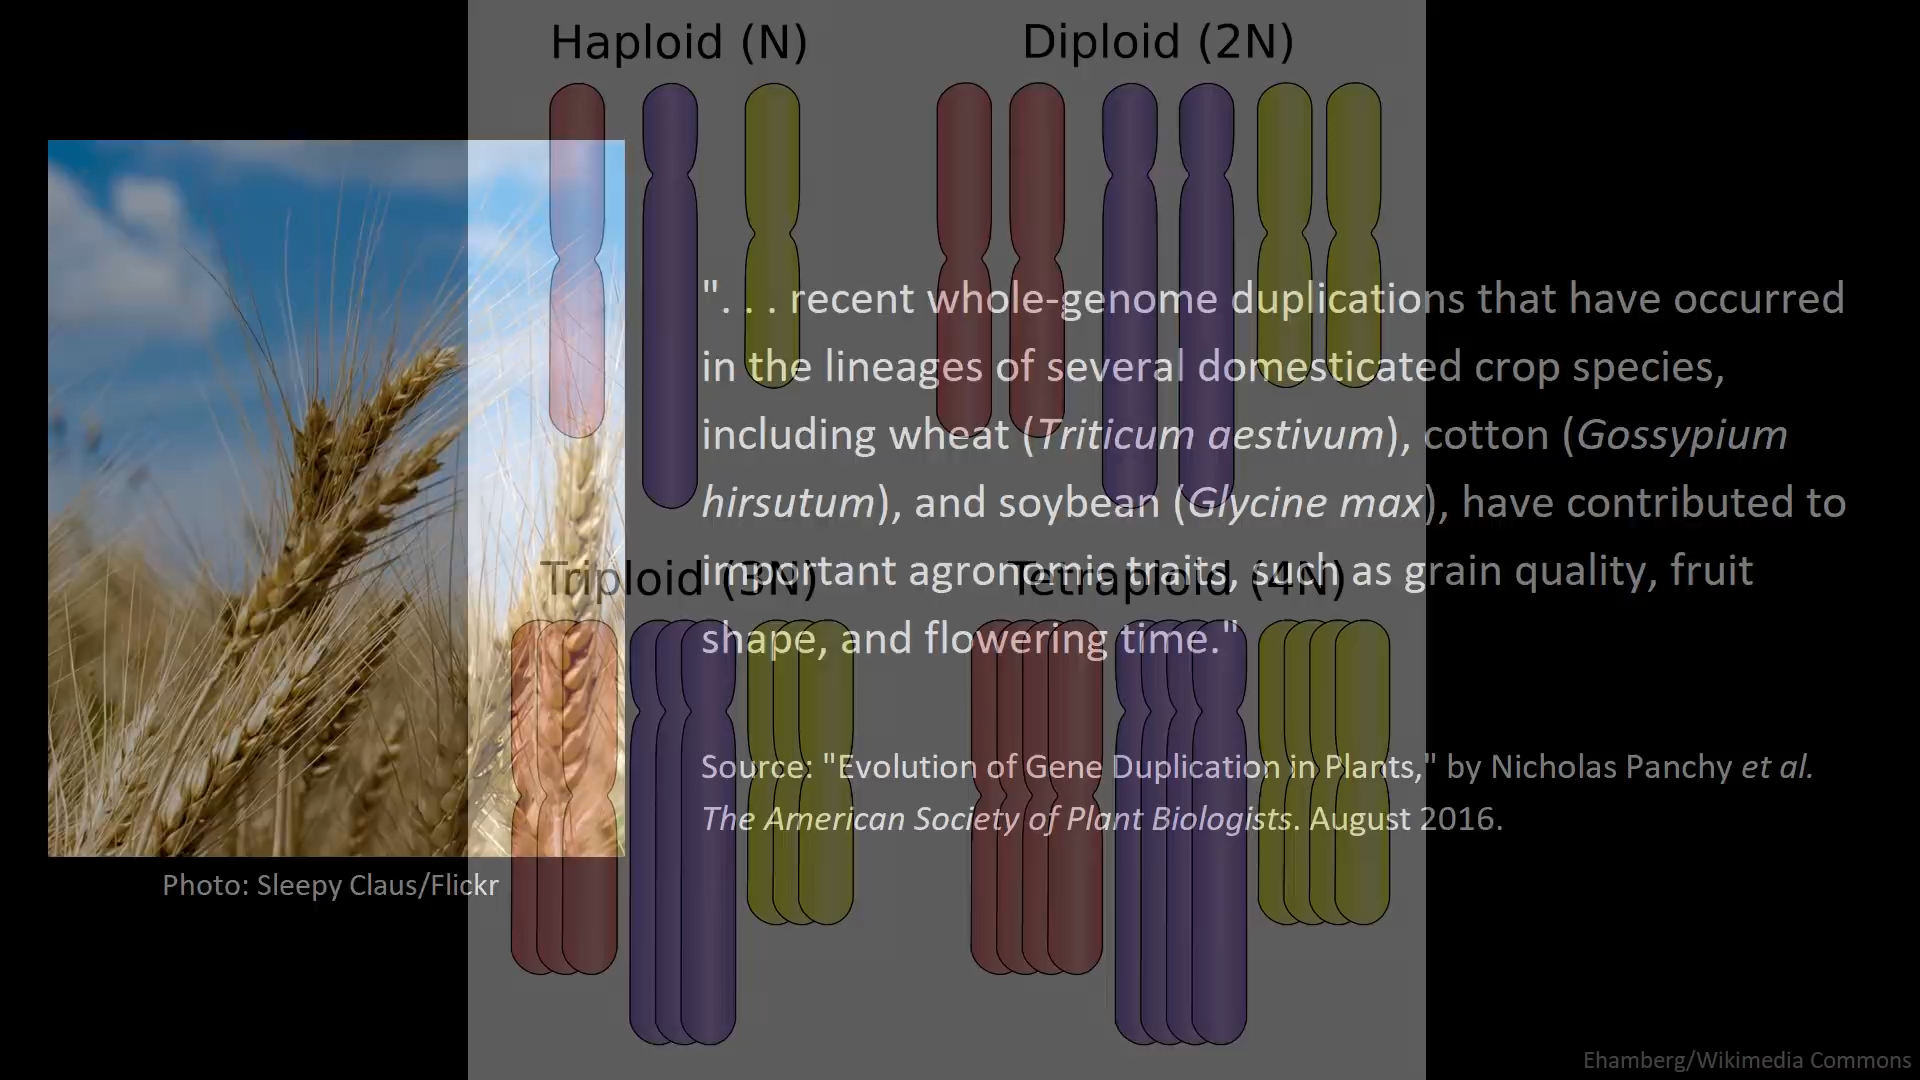 Haploid (N)
Diploid (2N)
". . . recent whole-genome duplications that have occurred
in the lineages of several domesticated crop species,
including wheat (Triticum aestivum), cotton (Gossypium
hirsutum), and soybean (Glycine max), have contributed to
important agronomic traits, such as grain quality, fruit
shape, and flowering time."
Triploid (3N)
Tetraploid (4N)
Source: "Evolution of Gene Duplication in Plants," by Nicholas Panchy et al.
The American Society of Plant Biologists. August 2016.
Photo: Sleepy Claus/Flickr
Ehamberg/Wikimedia Commons